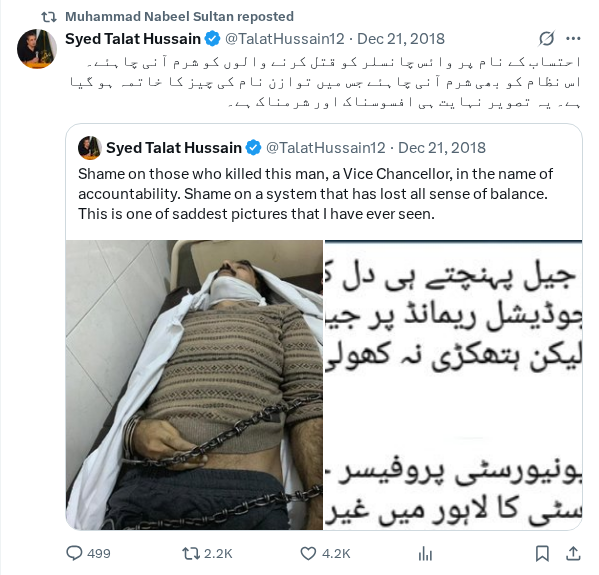 Muhammad Nabeel Sultan reposted
Syed Talat Hussain @TalatHussain12 · Dec 21, 2018
احتساب کے نام پر وائس چانسلر کو قتل کرنے والوں کو شرم آنی چاہئے۔
اس نظام کو بھی شرم آنی چاہئے جس میں توازن نام کی چیز کا خاتمہ ہو گیا
ہے۔ یہ تصویر نہایت ہی افسوسناک اور شرمناک ہے۔
Syed Talat Hussain @TalatHussain12 · Dec 21, 2018
Shame on those who killed this man, a Vice Chancellor, in the name of
accountability. Shame on a system that has lost all sense of balance.
This is one of saddest pictures that I have ever seen.
جیل پہنچتے ہی دل
جوڈیشل ریمانڈ پر
لیکن ہتھکڑی نہ کھولی
یونیورسٹی پروفیسر
سٹی کا لاہور میں غیر
499 2.2K 4.2K